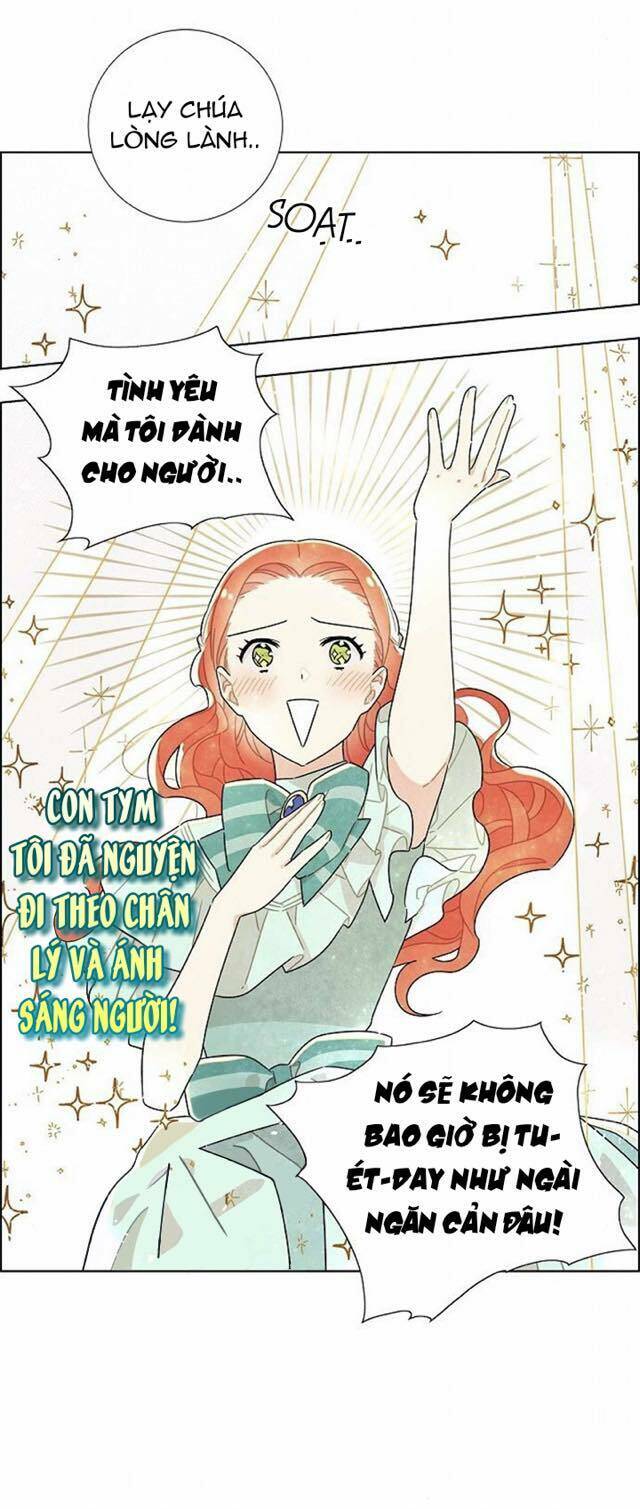 LẠY CHÚA
LÒNG LÀNH..
SOẠT..
TÌNH YÊU
MÀ TÔI DÀNH
CHO NGƯỜI..
CON TYM
TÔI ĐÃ NGUYỆN
ĐI THEO CHÂN
LÝ VÀ ÁNH
SÁNG NGƯỜI!
NÓ SẼ KHÔNG
BAO GIỜ BỊ TU-
ÉT-DAY NHƯ NGÀI
NGĂN CẢN ĐÂU!